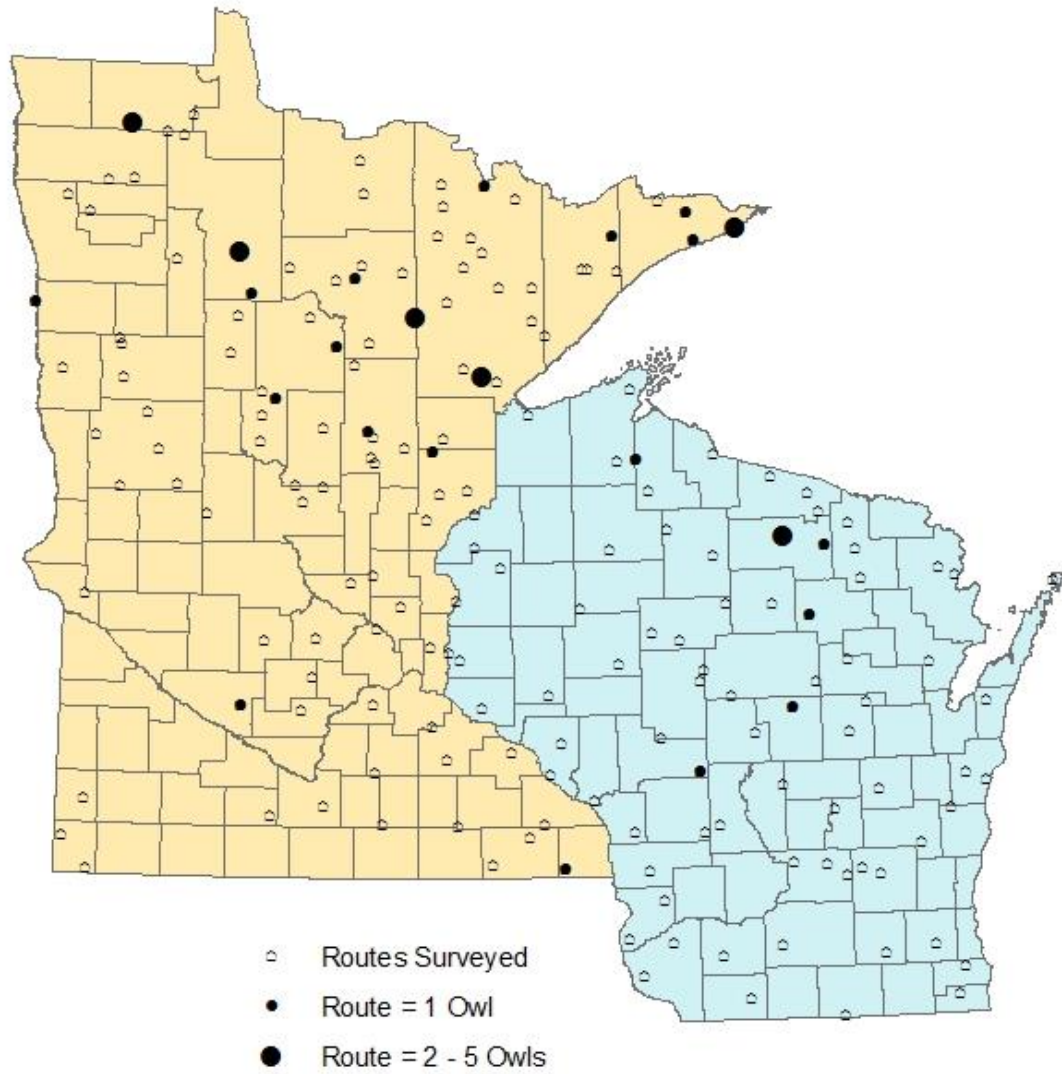 Routes Surveyed
Route = 1 Owl
Route = 2 - 5 Owls